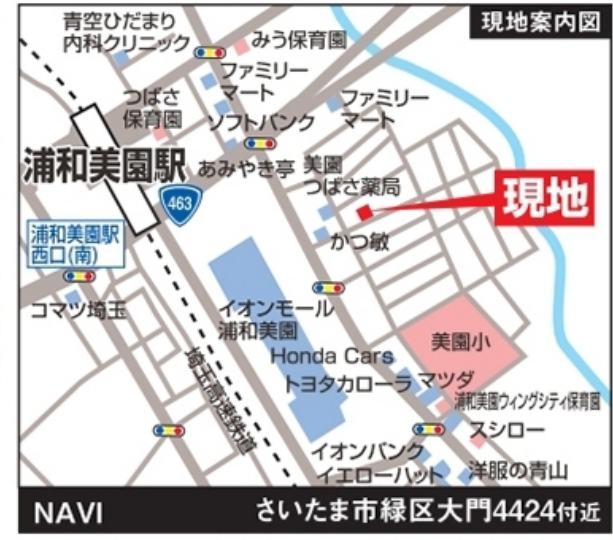 現地案内図
青空ひだまり
内科クリニック
みう保育園
ファミリー
マート
つばさ
保育園
ソフトバンク
ファミリー
マート
浦和美園駅
あみやき亭
美園
つばさ薬局
463
現地
かつ敏
浦和美園駅
西口(南)
コマツ埼玉
イオンモール
浦和美園
美園小
Honda Cars
トヨタカローラ
マツダ
埼玉高速鉄道
浦和美園ウィングシティ保育園
スシロー
イオンバンク
イエローハット
洋服の青山
NAVI
さいたま市緑区大門4424付近